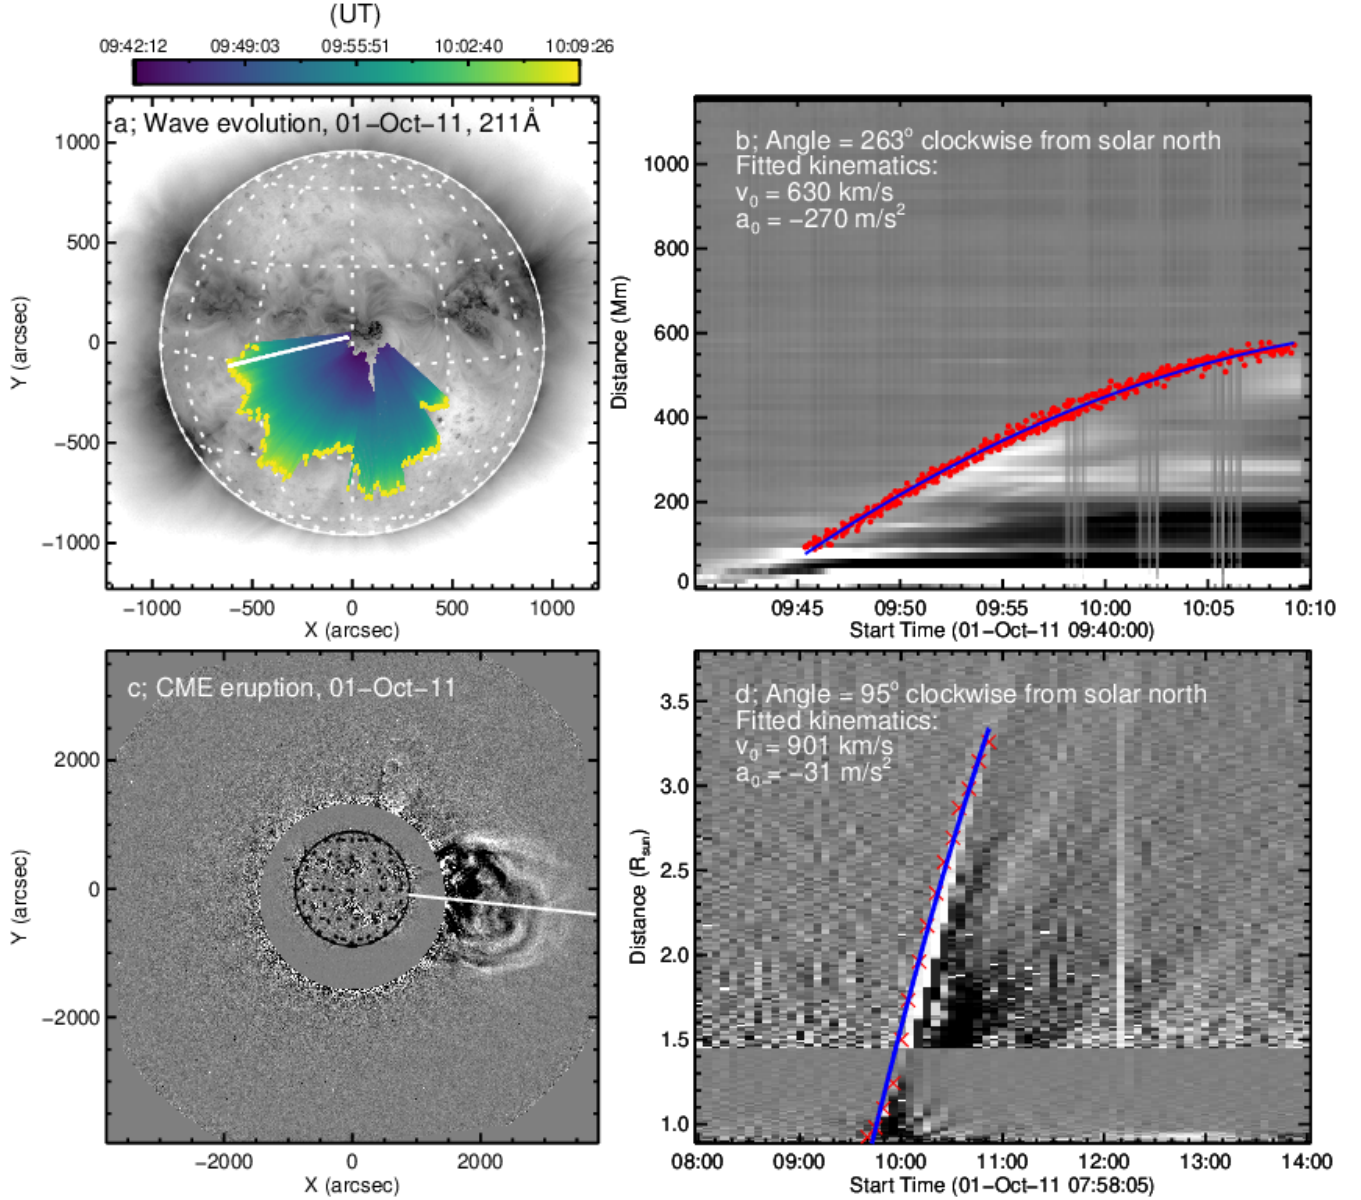 (UT)
09:42:12 09:49:03 09:55:51 10:02:40 10:09:26
a; Wave evolution, 01-Oct-11, 211Å
1000
500
0
-500
-1000
Y (arcsec)
-1000 -500 0 500 1000
X (arcsec)
b; Angle = 263° clockwise from solar north
Fitted kinematics:
v₀ = 630 km/s
a₀ = -270 m/s²
1000
800
600
400
200
0
Distance (Mm)
09:45 09:50 09:55 10:00 10:05 10:10
Start Time (01-Oct-11 09:40:00)
c; CME eruption, 01-Oct-11
2000
0
-2000
Y (arcsec)
-2000 0 2000
X (arcsec)
d; Angle = 95° clockwise from solar north
Fitted kinematics:
v₀ = 901 km/s
a₀ = -31 m/s²
3.5
3.0
2.5
2.0
1.5
1.0
Distance (Rsun)
08:00 09:00 10:00 11:00 12:00 13:00 14:00
Start Time (01-Oct-11 07:58:05)